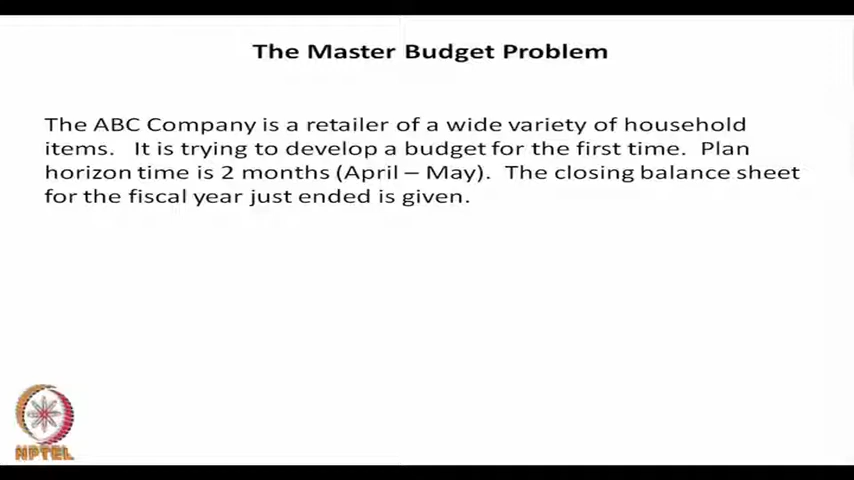 The Master Budget Problem
The ABC Company is a retailer of a wide variety of household
items. It is trying to develop a budget for the first time. Plan
horizon time is 2 months (April – May). The closing balance sheet
for the fiscal year just ended is given.
NPTEL